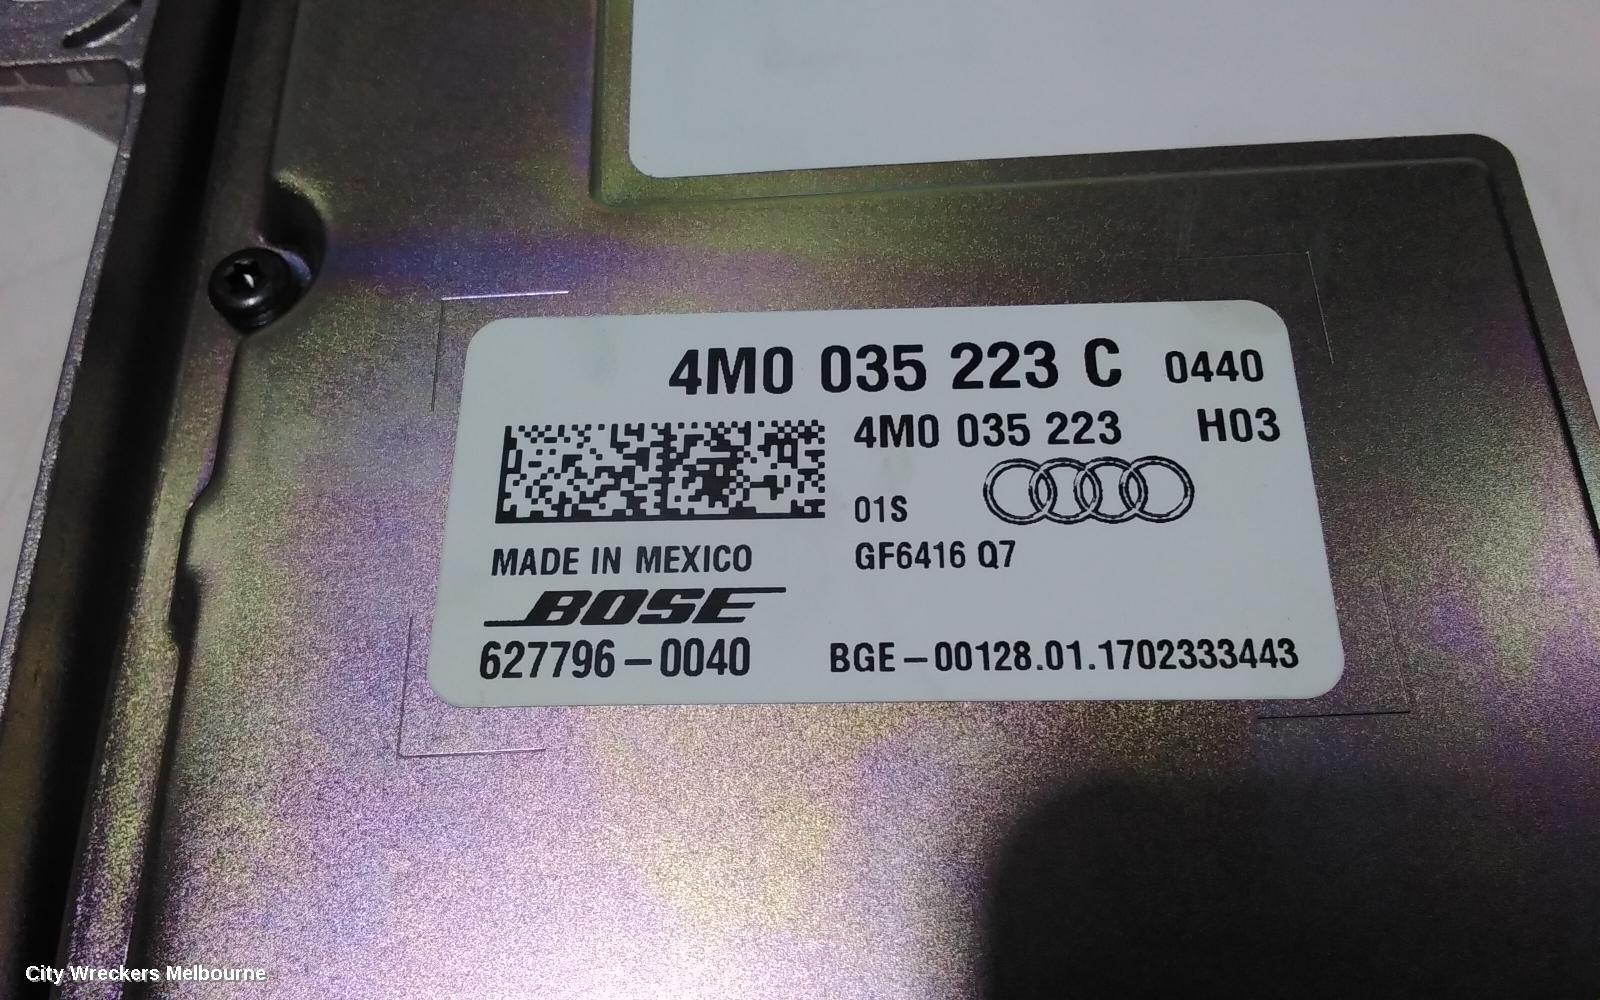 4M0 035 223 C 0440
4M0 035 223 H03
01S
GF6416 Q7
MADE IN MEXICO
BOSE
627796-0040
BGE-00128.01.1702333443
City Wreckers Melbourne